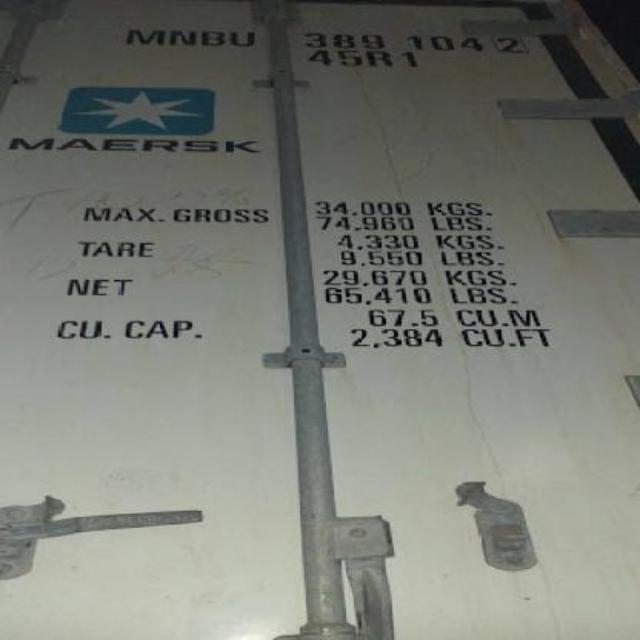 MNBU 389 104 2
45R1
MAERSK
MAX. GROSS 34.000 KGS.
74.960 LBS.
TARE 4.330 KGS.
9.550 LBS.
NET 29.670 KGS.
65.410 LBS.
CU. CAP. 67.5 CU.M
2.384 CU.FT